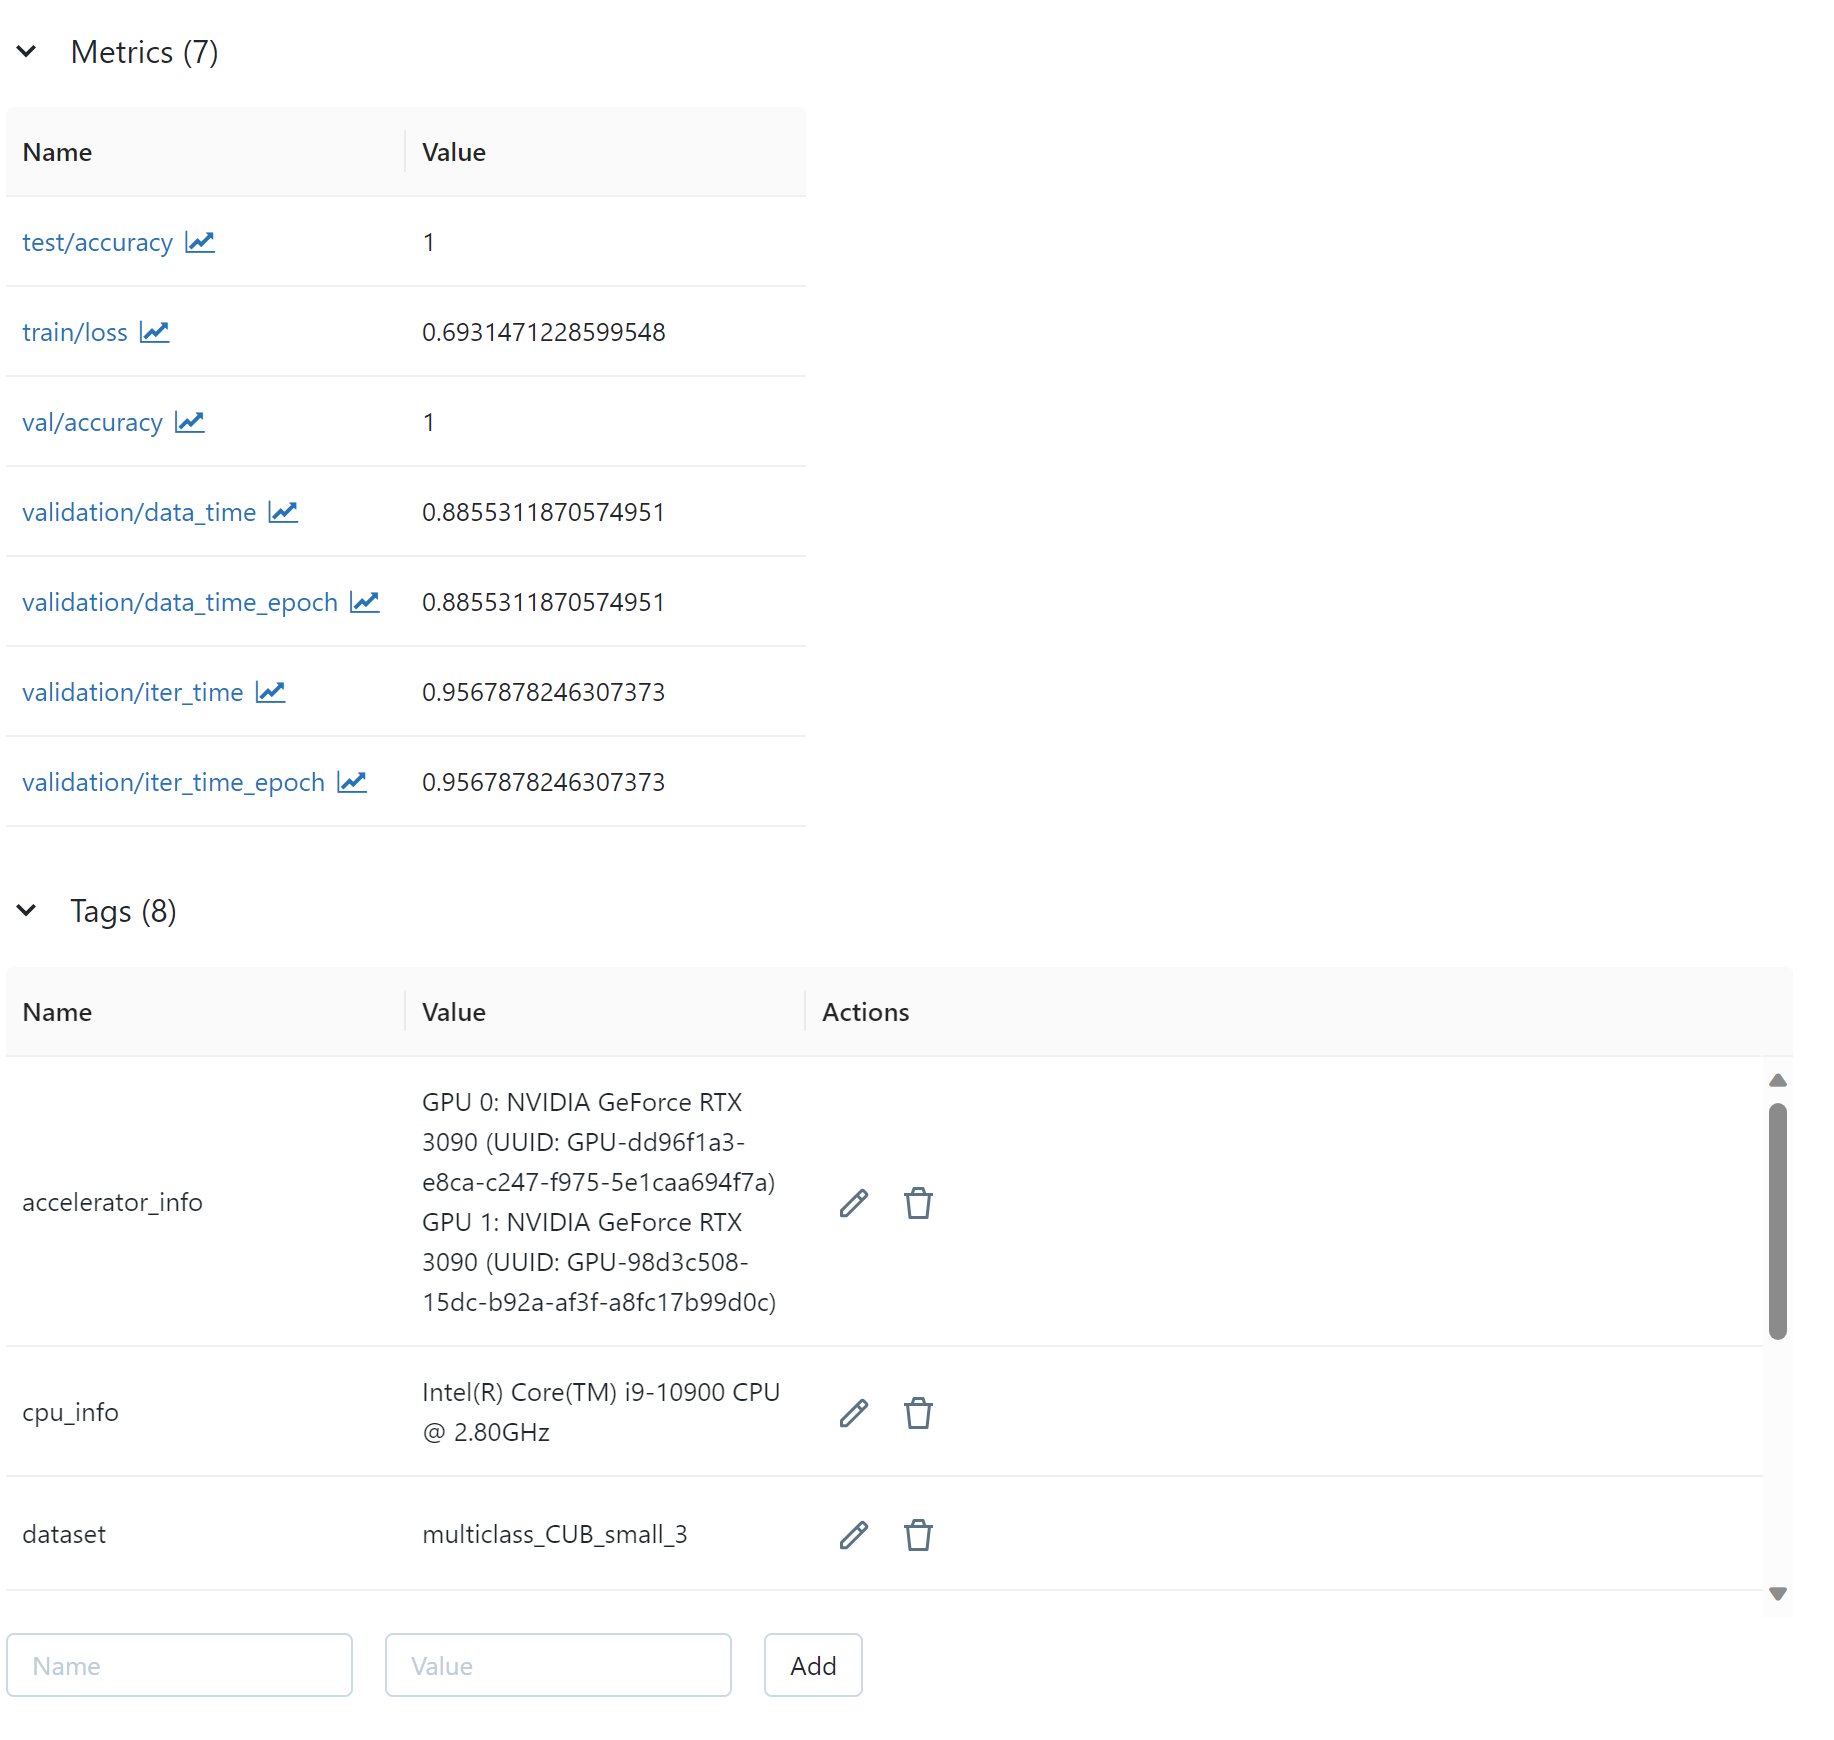 Metrics (7)
Name Value
test/accuracy 1
train/loss 0.6931471228599548
val/accuracy 1
validation/data_time 0.8855311870574951
validation/data_time_epoch 0.8855311870574951
validation/iter_time 0.9567878246307373
validation/iter_time_epoch 0.9567878246307373
Tags (8)
Name Value Actions
accelerator_info
GPU 0: NVIDIA GeForce RTX
3090 (UUID: GPU-dd96f1a3-
e8ca-c247-f975-5e1caa694f7a)
GPU 1: NVIDIA GeForce RTX
3090 (UUID: GPU-98d3c508-
15dc-b92a-af3f-a8fc17b99d0c)
cpu_info
Intel(R) Core(TM) i9-10900 CPU
@ 2.80GHz
dataset multiclass_CUB_small_3
Name Value Add